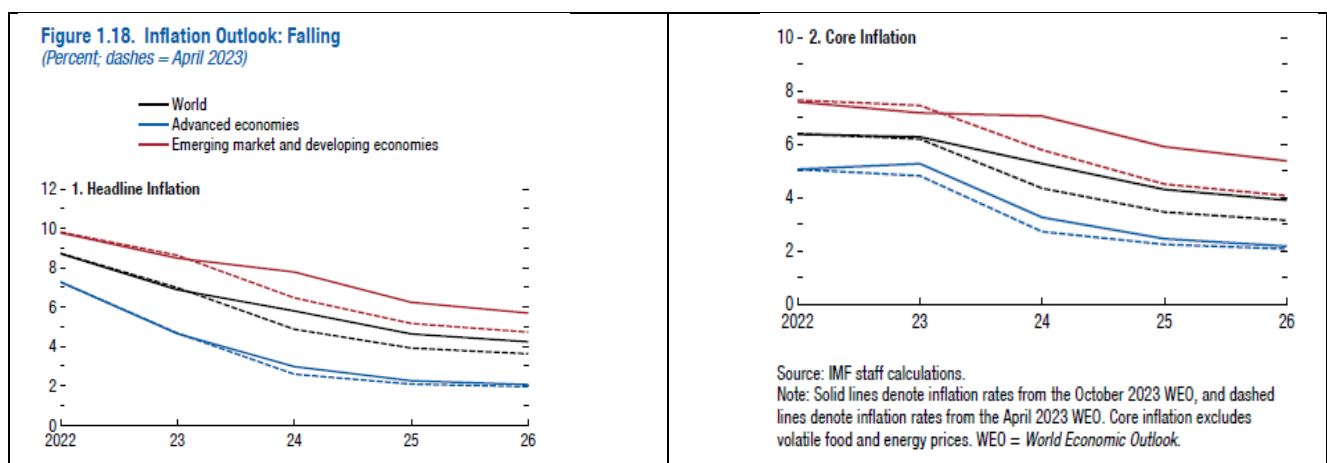 Figure 1.18. Inflation Outlook: Falling
(Percent; dashes = April 2023)
World
Advanced economies
Emerging market and developing economies
1. Headline Inflation
12
10
8
6
4
2
0
2022 23 24 25 26
2. Core Inflation
10
8
6
4
2
0
2022 23 24 25 26
Source: IMF staff calculations.
Note: Solid lines denote inflation rates from the October 2023 WEO, and dashed
lines denote inflation rates from the April 2023 WEO. Core inflation excludes
volatile food and energy prices. WEO = World Economic Outlook.